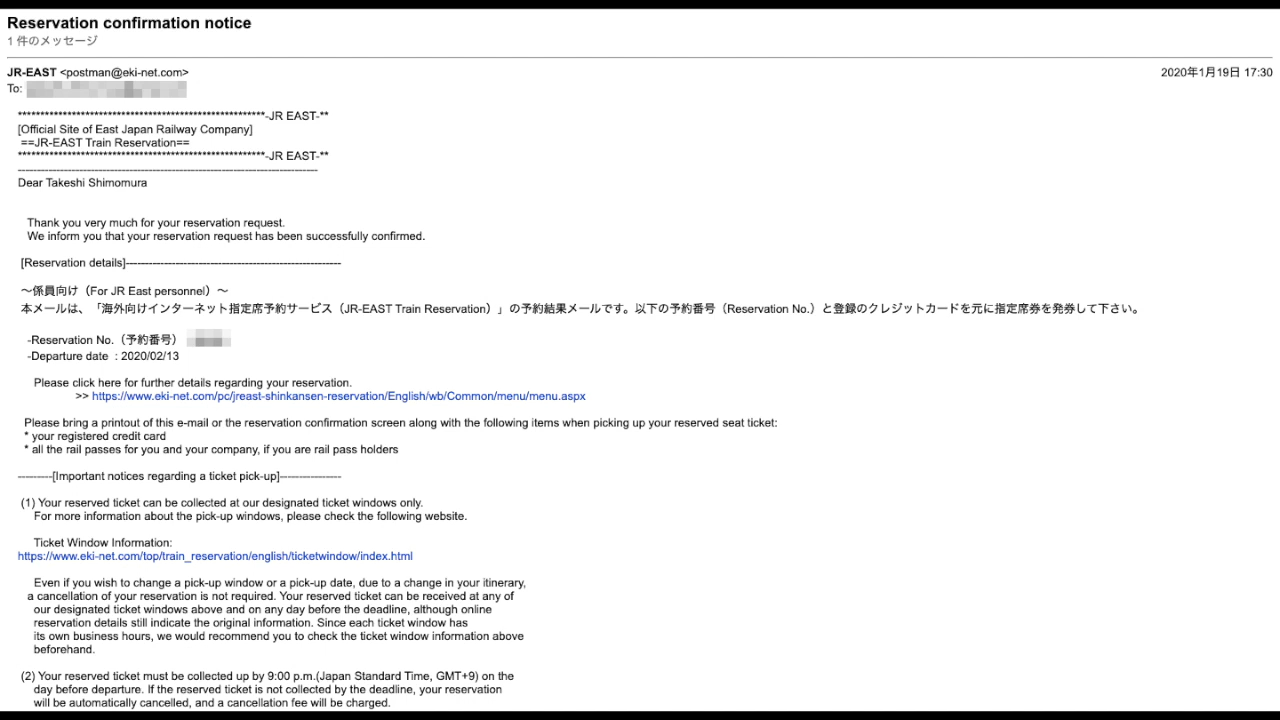 Reservation confirmation notice
1 件のメッセージ
JR-EAST <postman@eki-net.com> 2020年1月19日 17:30
To:
*******************************************************-JR EAST-**
[Official Site of East Japan Railway Company]
==JR-EAST Train Reservation==
*******************************************************-JR EAST-**
------------------------------------------------------------------------------
Dear Takeshi Shimomura
Thank you very much for your reservation request.
We inform you that your reservation request has been successfully confirmed.
[Reservation details]--------------------------------------------------------
～係員向け（For JR East personnel）～
本メールは、「海外向けインターネット指定席予約サービス（JR-EAST Train Reservation）」の予約結果メールです。以下の予約番号（Reservation No.）と登録のクレジットカードを元に指定席券を発券して下さい。
-Reservation No.（予約番号）
-Departure date : 2020/02/13
Please click here for further details regarding your reservation.
>> https://www.eki-net.com/pc/jreast-shinkansen-reservation/English/wb/Common/menu/menu.aspx
Please bring a printout of this e-mail or the reservation confirmation screen along with the following items when picking up your reserved seat ticket:
* your registered credit card
* all the rail passes for you and your company, if you are rail pass holders
---------[Important notices regarding a ticket pick-up]----------------
(1) Your reserved ticket can be collected at our designated ticket windows only.
For more information about the pick-up windows, please check the following website.
Ticket Window Information:
https://www.eki-net.com/top/train_reservation/english/ticketwindow/index.html
Even if you wish to change a pick-up window or a pick-up date, due to a change in your itinerary,
a cancellation of your reservation is not required. Your reserved ticket can be received at any of
our designated ticket windows above and on any day before the deadline, although online
reservation details still indicate the original information. Since each ticket window has
its own business hours, we would recommend you to check the ticket window information above
beforehand.
(2) Your reserved ticket must be collected up by 9:00 p.m.(Japan Standard Time, GMT+9) on the
day before departure. If the reserved ticket is not collected by the deadline, your reservation
will be automatically cancelled, and a cancellation fee will be charged.